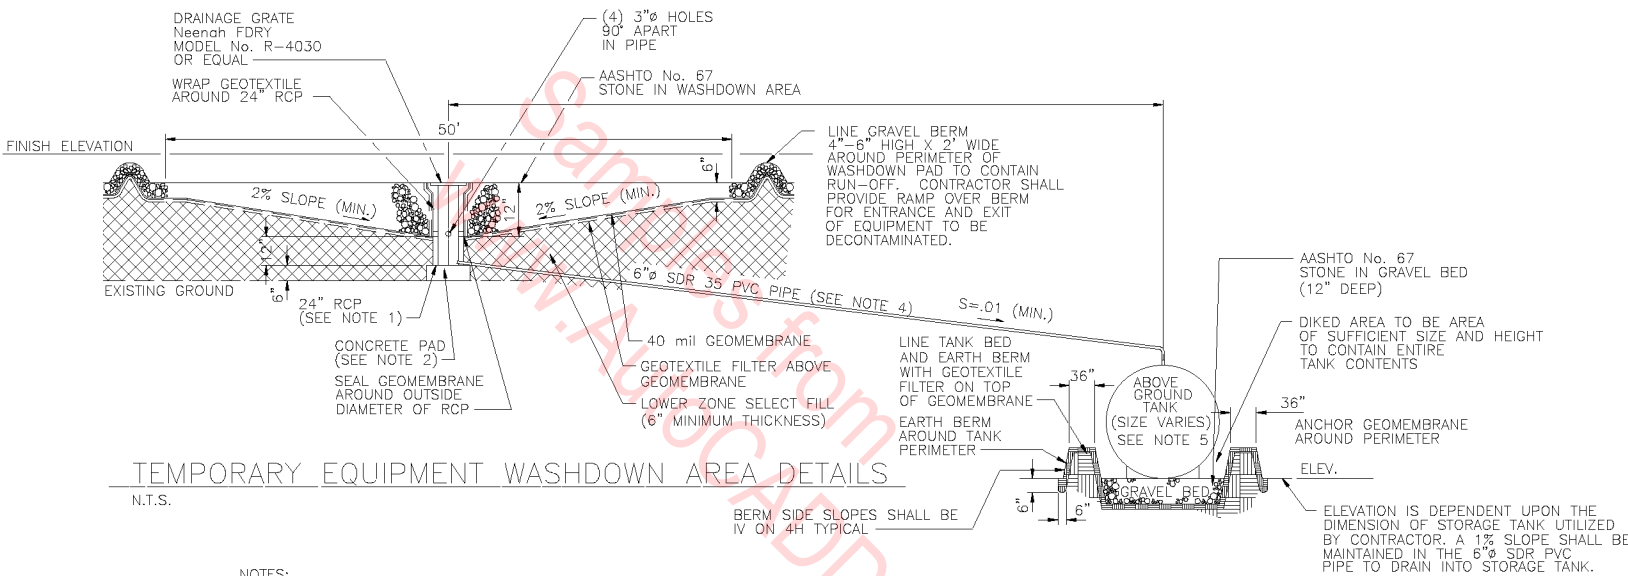 DRAINAGE GRATE
Neenah FDRY
MODEL No. R-4030
OR EQUAL
WRAP GEOTEXTILE
AROUND 24" RCP
(4) 3"ø HOLES
90° APART
IN PIPE
AASHTO No. 67
STONE IN WASHDOWN AREA
50'
FINISH ELEVATION
6"
LINE GRAVEL BERM
4"-6" HIGH X 2' WIDE
AROUND PERIMETER OF
WASHDOWN PAD TO CONTAIN
RUN-OFF. CONTRACTOR SHALL
PROVIDE RAMP OVER BERM
FOR ENTRANCE AND EXIT
OF EQUIPMENT TO BE
DECONTAMINATED.
2% SLOPE (MIN.)
12"
2% SLOPE (MIN.)
12"
6"
EXISTING GROUND
24" RCP
(SEE NOTE 1)
CONCRETE PAD
(SEE NOTE 2)
SEAL GEOMEMBRANE
AROUND OUTSIDE
DIAMETER OF RCP
6"ø SDR 35 PVC PIPE (SEE NOTE 4)
S=.01 (MIN.)
40 mil GEOMEMBRANE
GEOTEXTILE FILTER ABOVE
GEOMEMBRANE
LOWER ZONE SELECT FILL
(6" MINIMUM THICKNESS)
AASHTO No. 67
STONE IN GRAVEL BED
(12" DEEP)
DIKED AREA TO BE AREA
OF SUFFICIENT SIZE AND HEIGHT
TO CONTAIN ENTIRE
TANK CONTENTS
LINE TANK BED
AND EARTH BERM
WITH GEOTEXTILE
FILTER ON TOP
OF GEOMEMBRANE
36"
ABOVE
GROUND
TANK
(SIZE VARIES)
SEE NOTE 5
36"
ANCHOR GEOMEMBRANE
AROUND PERIMETER
EARTH BERM
AROUND TANK
PERIMETER
ELEV.
GRAVEL BED
6"
6"
BERM SIDE SLOPES SHALL BE
IV ON 4H TYPICAL
ELEVATION IS DEPENDENT UPON THE
DIMENSION OF STORAGE TANK UTILIZED
BY CONTRACTOR. A 1% SLOPE SHALL BE
MAINTAINED IN THE 6"ø SDR PVC
PIPE TO DRAIN INTO STORAGE TANK.
TEMPORARY EQUIPMENT WASHDOWN AREA DETAILS
N.T.S.
NOTES:
Samples from
www.AutoCADD